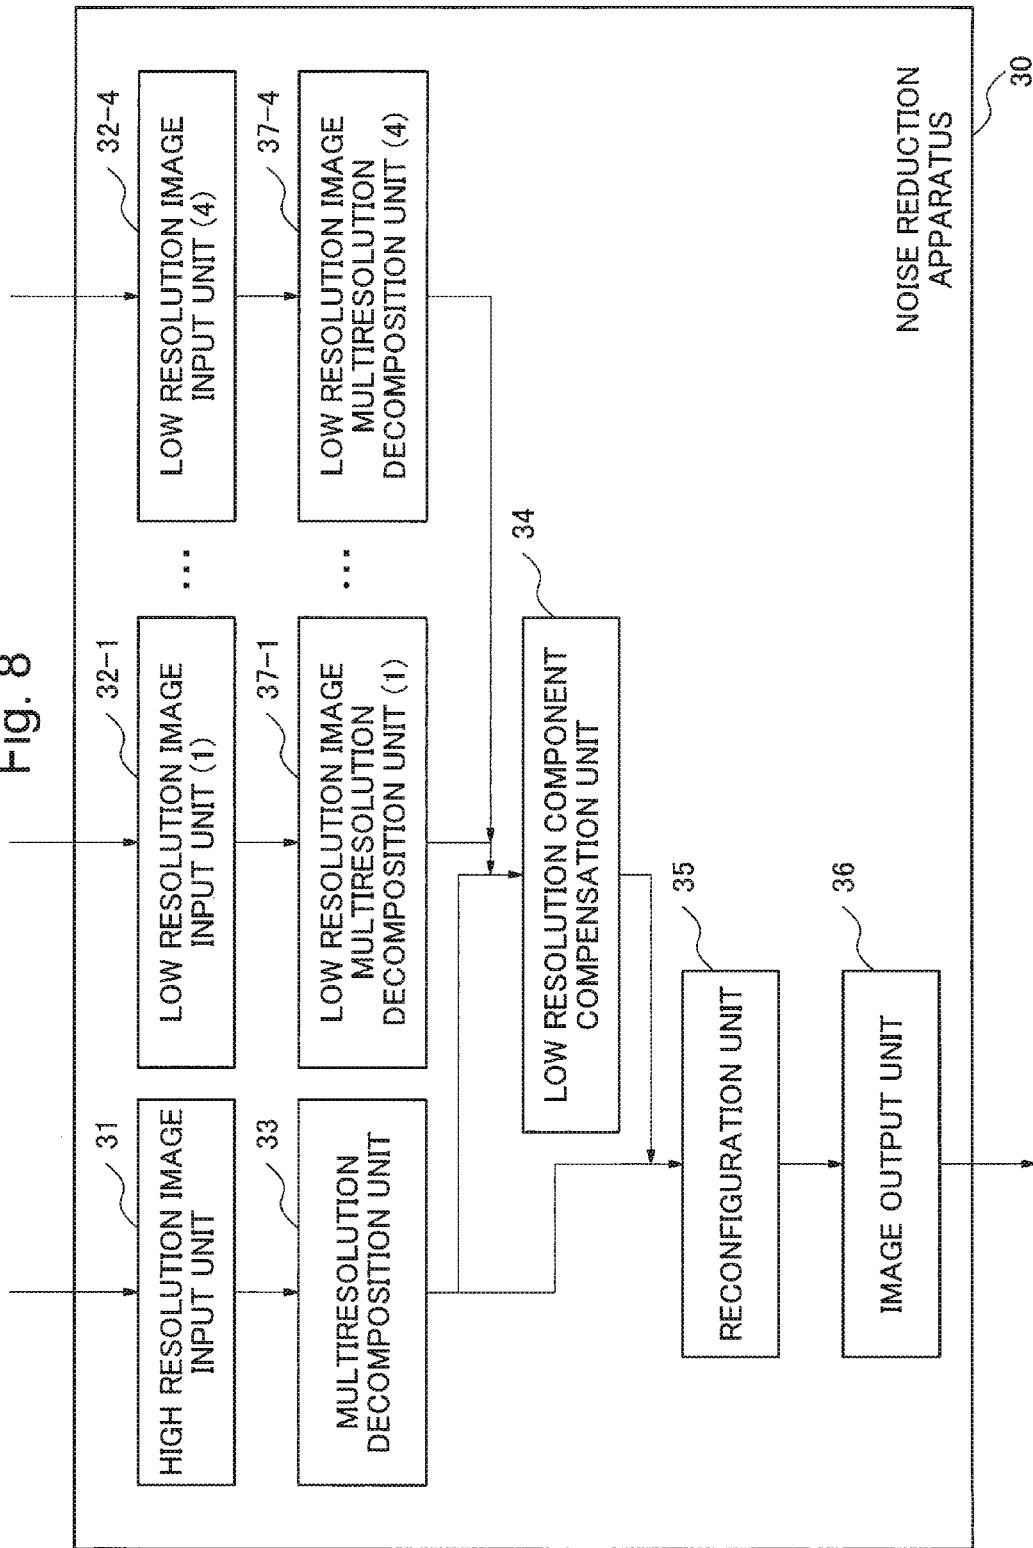 Fig. 8
31
HIGH RESOLUTION IMAGE
INPUT UNIT
32-1
LOW RESOLUTION IMAGE
INPUT UNIT (1)
...
32-4
LOW RESOLUTION IMAGE
INPUT UNIT (4)
33
MULTIRESOLUTION
DECOMPOSITION UNIT
37-1
LOW RESOLUTION IMAGE
MULTIRESOLUTION
DECOMPOSITION UNIT (1)
...
37-4
LOW RESOLUTION IMAGE
MULTIRESOLUTION
DECOMPOSITION UNIT (4)
34
LOW RESOLUTION COMPONENT
COMPENSATION UNIT
35
RECONFIGURATION UNIT
36
IMAGE OUTPUT UNIT
NOISE REDUCTION
APPARATUS
30